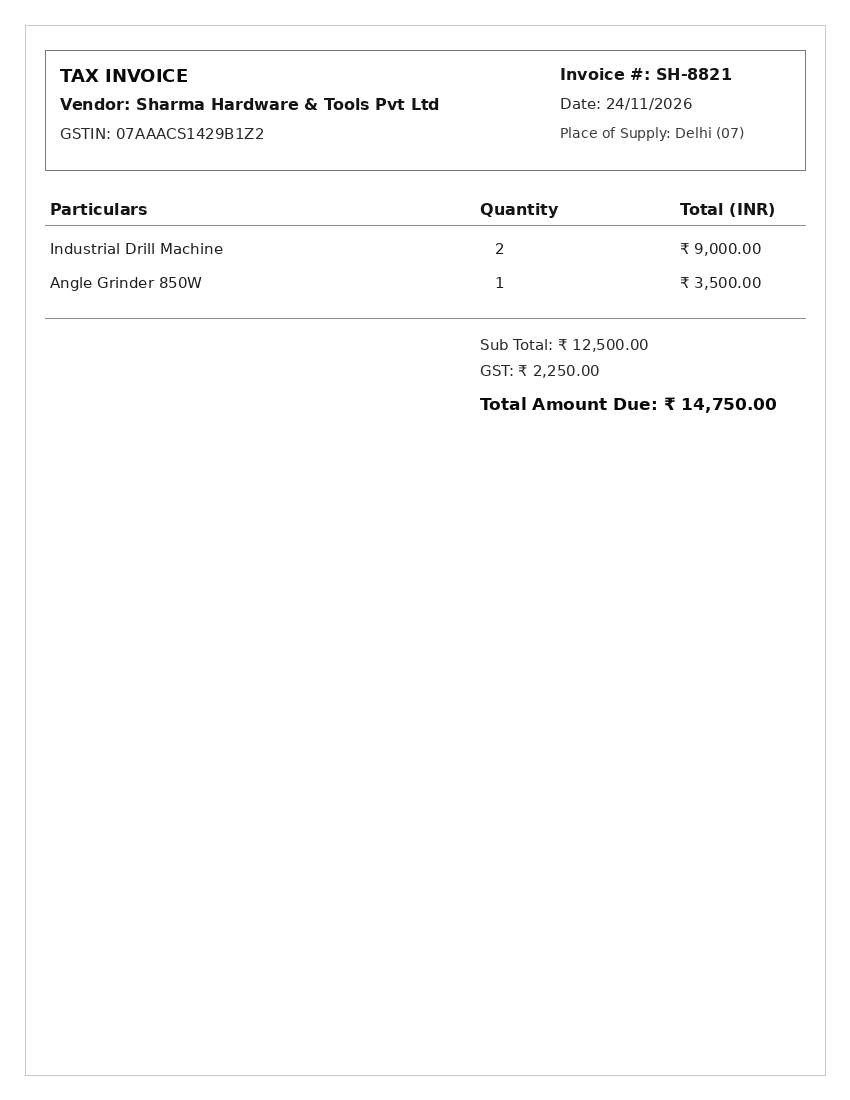 TAX INVOICE
Invoice #: SH-8821
Vendor: Sharma Hardware & Tools Pvt Ltd
Date: 24/11/2026
GSTIN: 07AAACS1429B1Z2
Place of Supply: Delhi (07)
Particulars Quantity Total (INR)
Industrial Drill Machine 2 ₹ 9,000.00
Angle Grinder 850W 1 ₹ 3,500.00
Sub Total: ₹ 12,500.00
GST: ₹ 2,250.00
Total Amount Due: ₹ 14,750.00